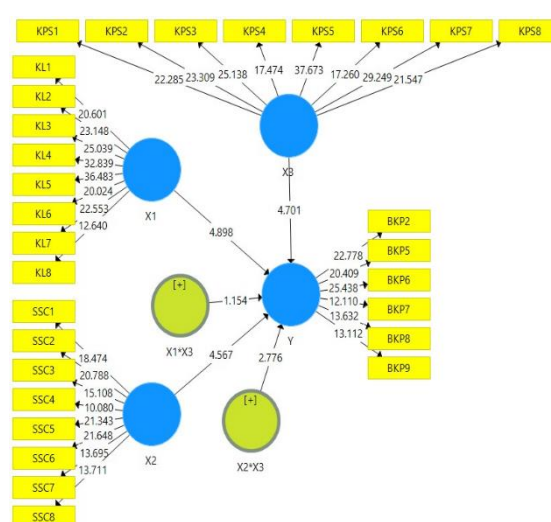 KPS1 KPS2 KPS3 KPS4 KPS5 KPS6 KPS7 KPS8
22.285 23.309 25.138 17.474 37.673 17.260 29.249 21.547
X3
KL1
KL2
KL3
KL4
KL5
KL6
KL7
KL8
20.601
23.148
25.039
32.839
36.483
20.024
22.553
12.640
X1
4.898
4.701
[+]
X1*X3
1.154
Y
BKP2
BKP5
BKP6
BKP7
BKP8
BKP9
22.778
20.409
25.438
12.110
13.632
13.112
SSC1
SSC2
SSC3
SSC4
SSC5
SSC6
SSC7
SSC8
18.474
20.788
15.108
10.080
21.343
21.648
13.695
13.711
X2
4.567
2.776
[+]
X2*X3